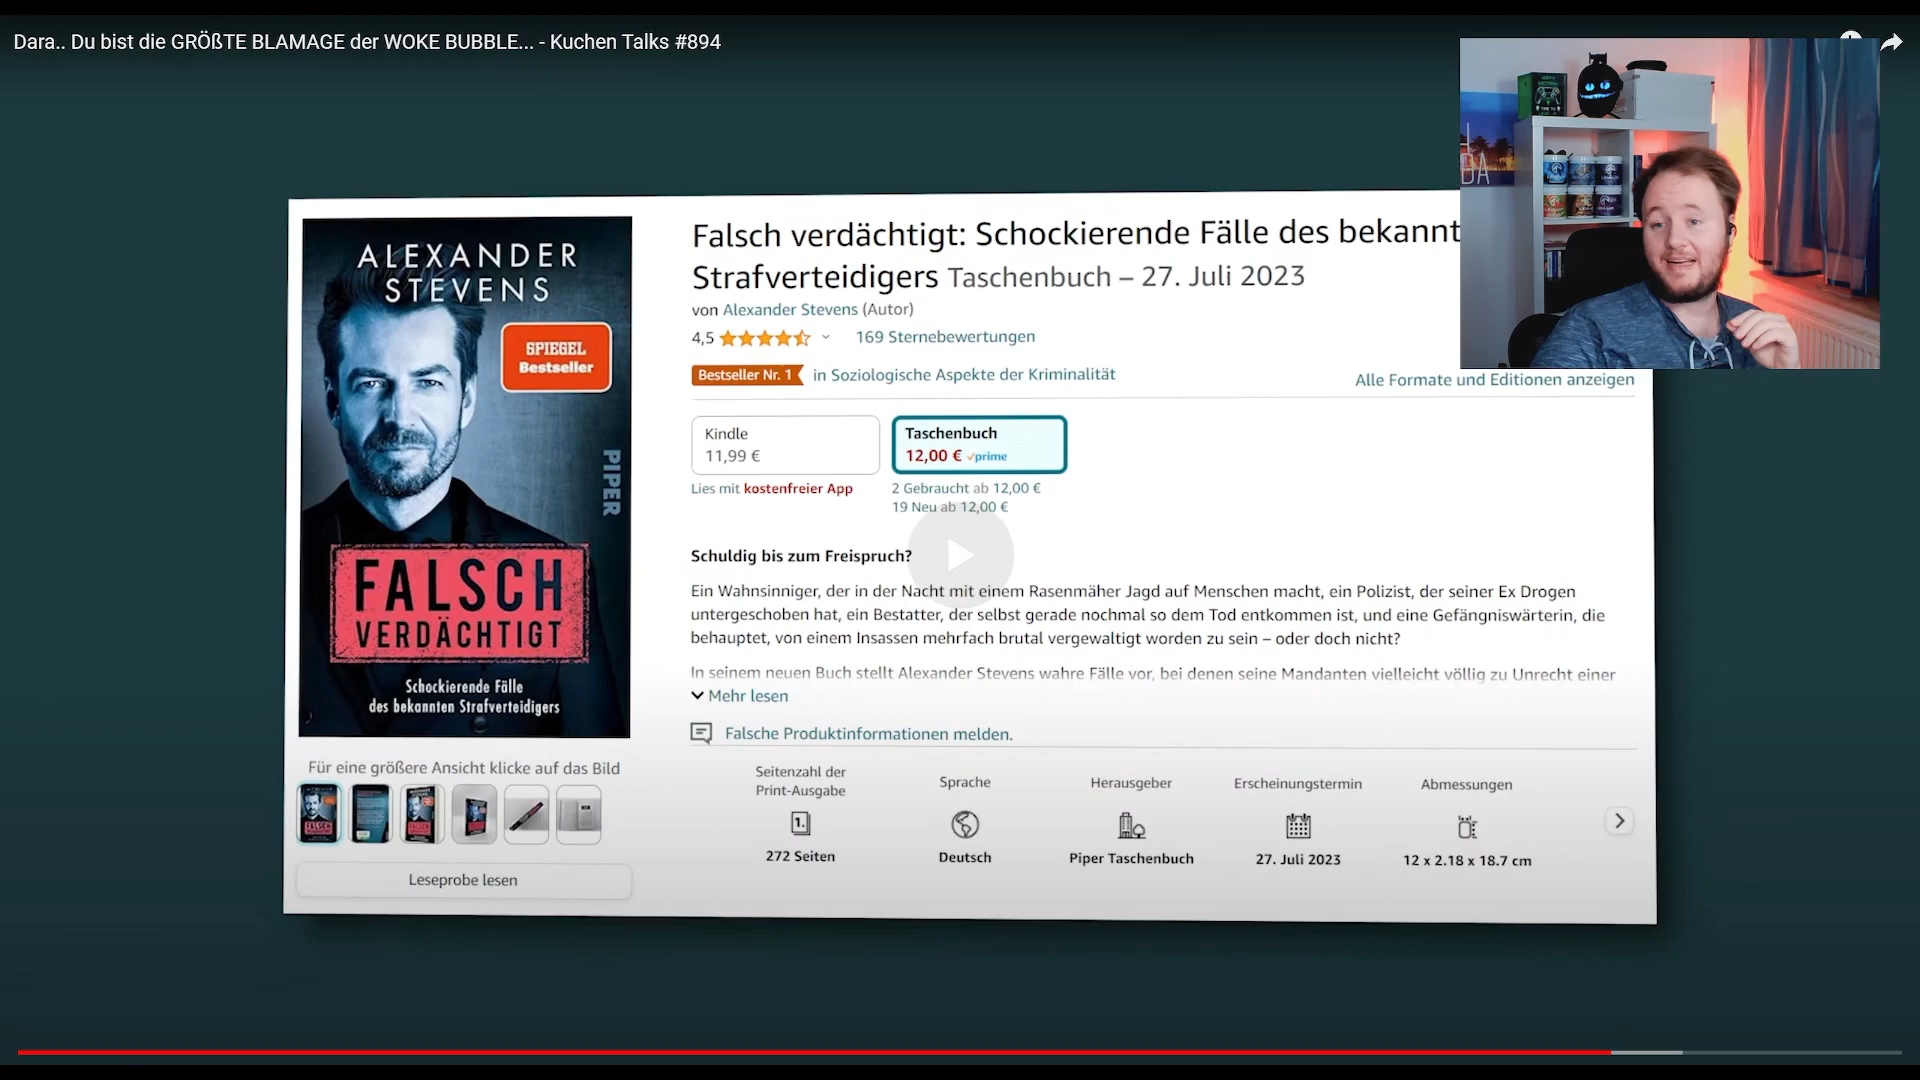 Dara.. Du bist die GRÖßTE BLAMAGE der WOKE BUBBLE... - Kuchen Talks #894
ALEXANDER
STEVENS
SPIEGEL
Bestseller
PIPER
FALSCH
VERDÄCHTIGT
Schockierende Fälle
des bekannten Strafverteidigers
Für eine größere Ansicht klicke auf das Bild
Leseprobe lesen
Falsch verdächtigt: Schockierende Fälle des bekannt
Strafverteidigers Taschenbuch – 27. Juli 2023
von Alexander Stevens (Autor)
4,5 169 Sternebewertungen
Bestseller Nr. 1 in Soziologische Aspekte der Kriminalität
Alle Formate und Editionen anzeigen
Kindle
11,99 €
Lies mit kostenfreier App
Taschenbuch
12,00 € prime
2 Gebraucht ab 12,00 €
19 Neu ab 12,00 €
Schuldig bis zum Freispruch?
Ein Wahnsinniger, der in der Nacht mit einem Rasenmäher Jagd auf Menschen macht, ein Polizist, der seiner Ex Drogen
untergeschoben hat, ein Bestatter, der selbst gerade nochmal so dem Tod entkommen ist, und eine Gefängniswärterin, die
behauptet, von einem Insassen mehrfach brutal vergewaltigt worden zu sein – oder doch nicht?
In seinem neuen Buch stellt Alexander Stevens wahre Fälle vor, bei denen seine Mandanten vielleicht völlig zu Unrecht einer
Mehr lesen
Falsche Produktinformationen melden.
Seitenzahl der
Print-Ausgabe
1.
272 Seiten
Sprache
Deutsch
Herausgeber
Piper Taschenbuch
Erscheinungstermin
27. Juli 2023
Abmessungen
12 x 2.18 x 18.7 cm